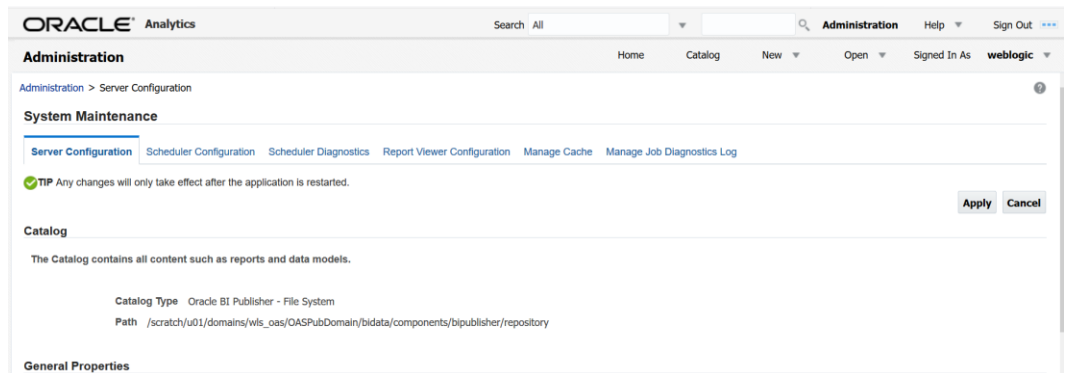 ORACLE Analytics Search All Administration Help Sign Out
Administration Home Catalog New Open Signed In As weblogic
Administration > Server Configuration
System Maintenance
Server Configuration Scheduler Configuration Scheduler Diagnostics Report Viewer Configuration Manage Cache Manage Job Diagnostics Log
TIP Any changes will only take effect after the application is restarted.
Apply Cancel
Catalog
The Catalog contains all content such as reports and data models.
Catalog Type Oracle BI Publisher - File System
Path /scratch/u01/domains/wls_oas/OASPubDomain/bidata/components/bipublisher/repository
General Properties